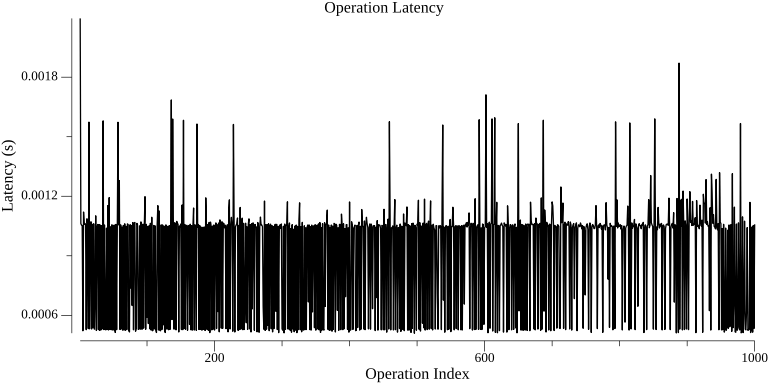 Operation Latency
0.0018
0.0012
0.0006
Latency (s)
200
600
1000
Operation Index